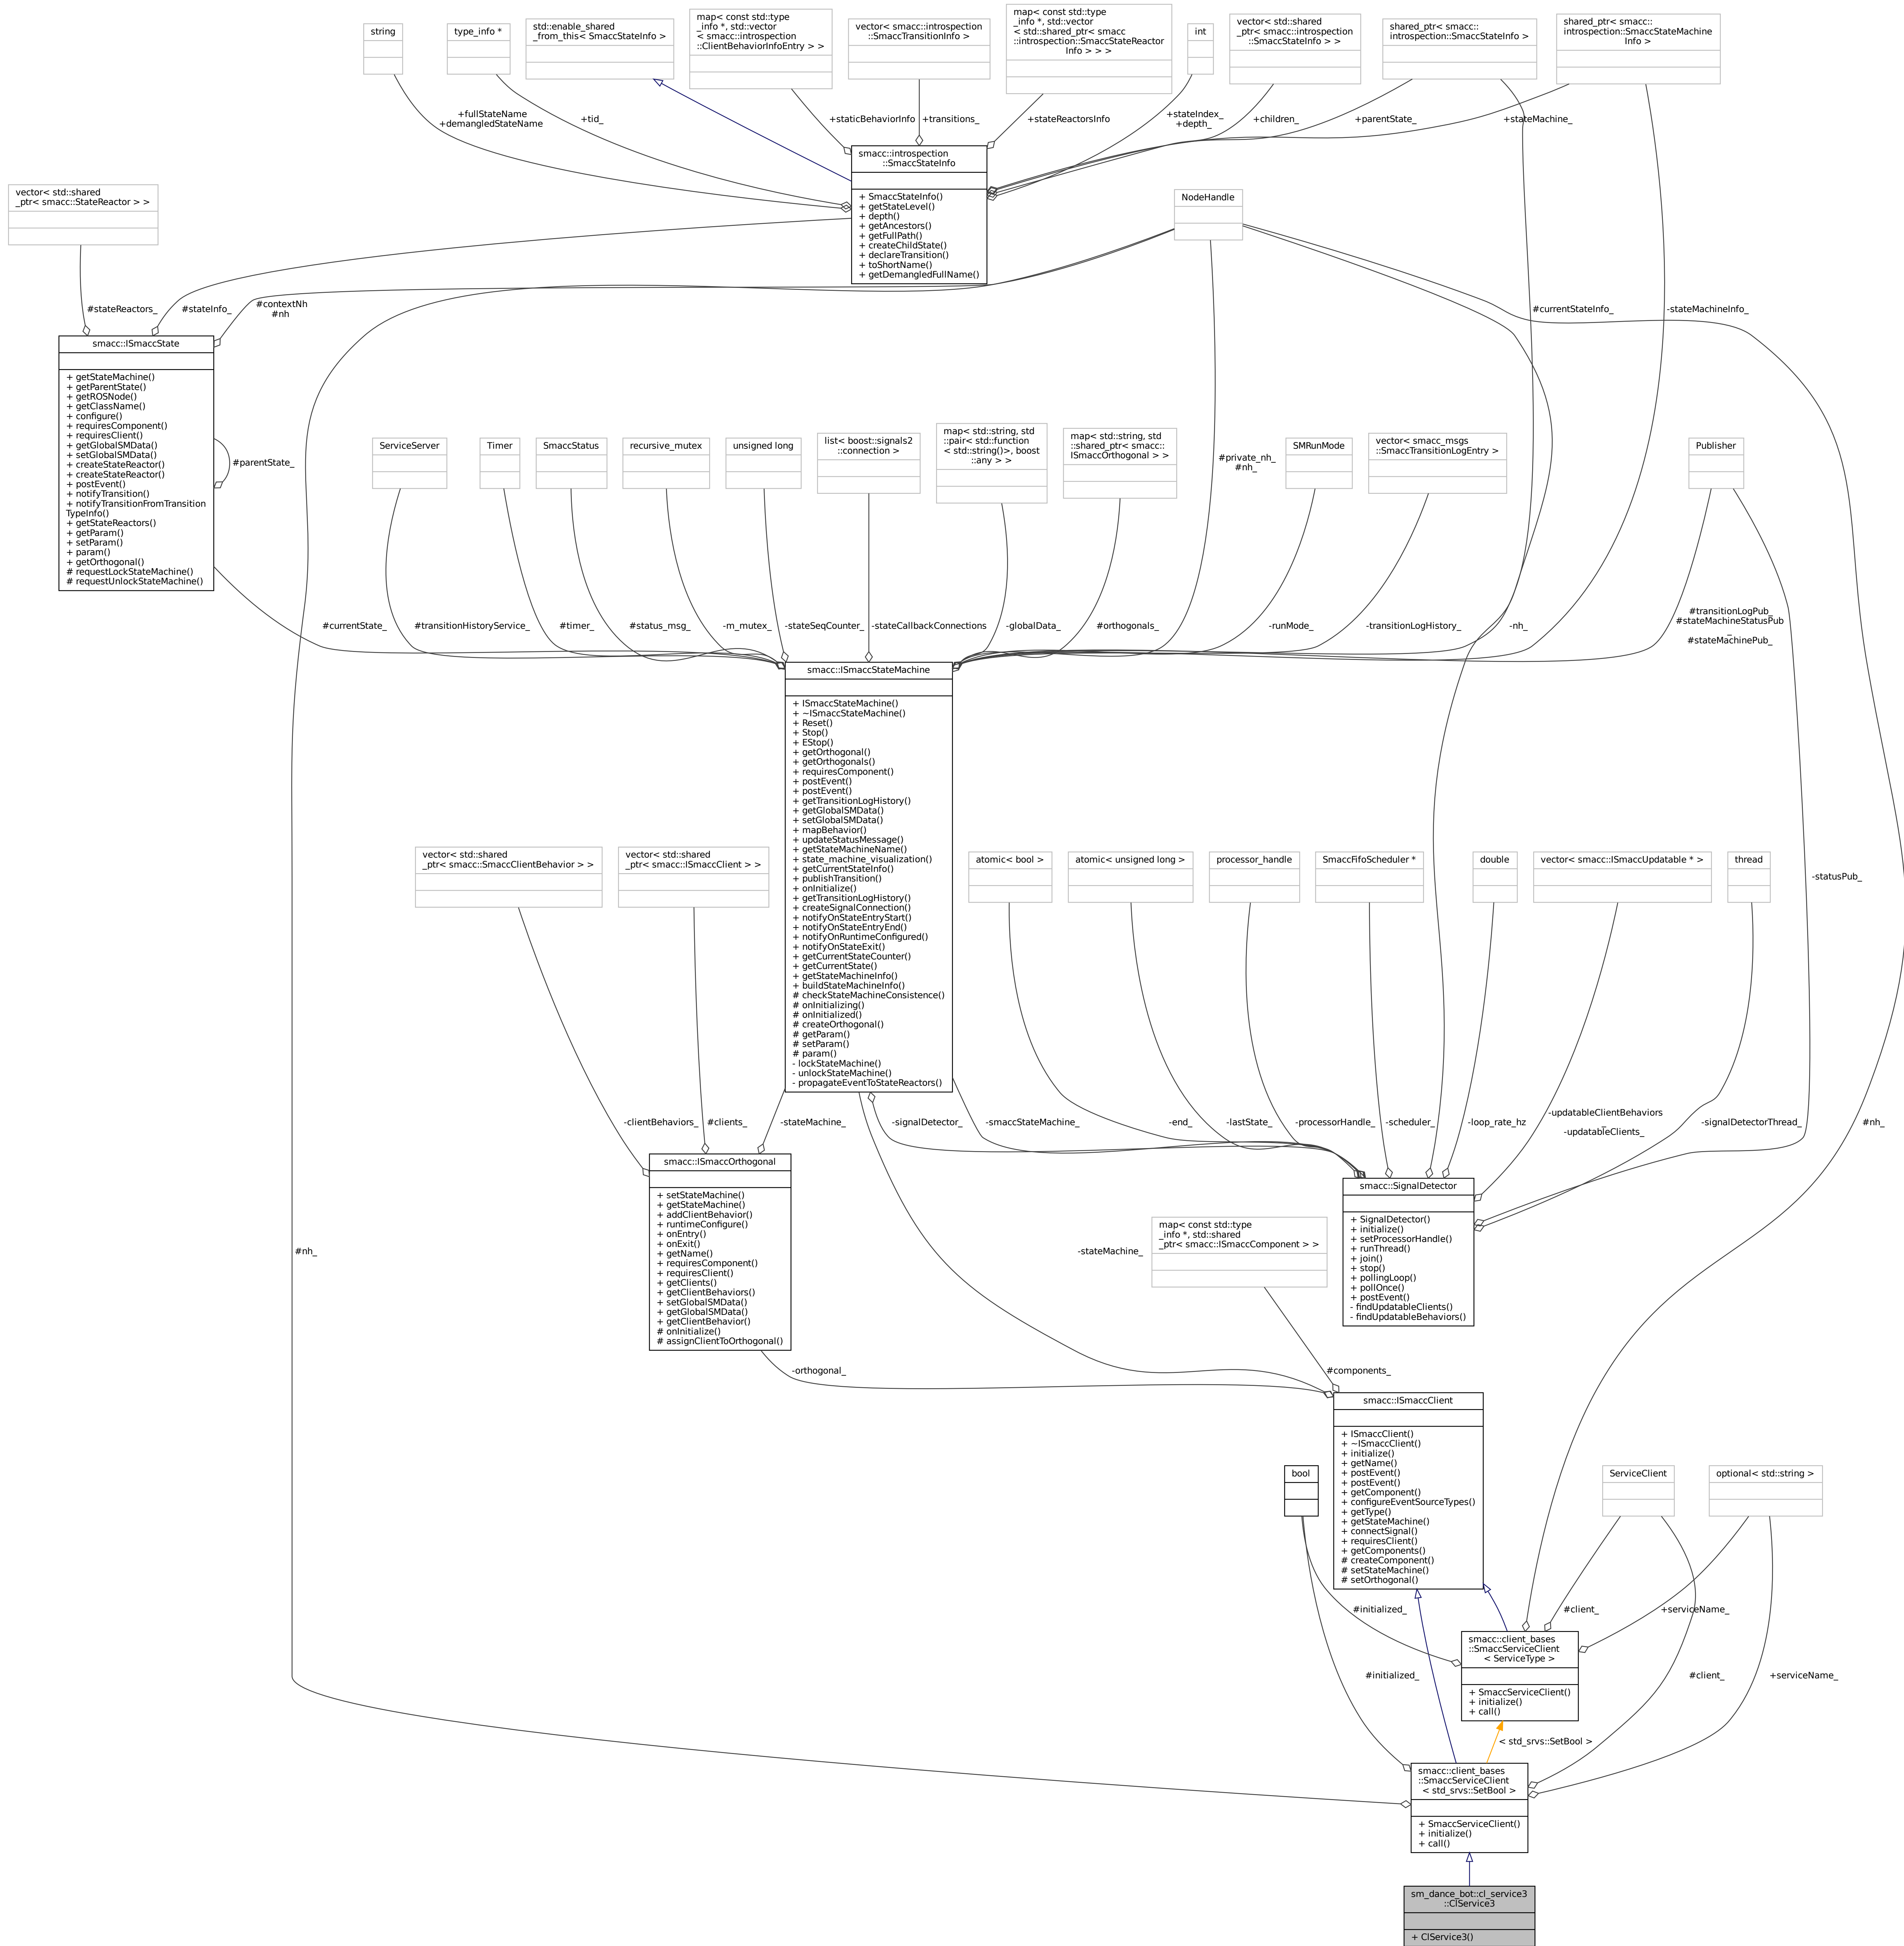 string
type_info *
std::enable_shared
_from_this< SmaccStateInfo >
map< const std::type
_info *, std::vector
< smacc::introspection
::ClientBehaviorInfoEntry > >
vector< smacc::introspection
::SmaccTransitionInfo >
map< const std::type
_info *, std::vector
< std::shared_ptr< smacc
::introspection::SmaccStateReactor
Info > > >
int
vector< std::shared
_ptr< smacc::introspection
::SmaccStateInfo > >
shared_ptr< smacc::
introspection::SmaccStateInfo >
shared_ptr< smacc::
introspection::SmaccStateMachine
Info >
+fullStateName
+demangledStateName
+tid_
+staticBehaviorInfo
+transitions_
+stateReactorsInfo
+stateIndex_
+depth_
+children_
+parentState_
+stateMachine_
smacc::introspection
::SmaccStateInfo
+ SmaccStateInfo()
+ getStateLevel()
+ depth()
+ getAncestors()
+ getFullPath()
+ createChildState()
+ declareTransition()
+ toShortName()
+ getDemangledFullName()
vector< std::shared
_ptr< smacc::StateReactor > >
NodeHandle
#stateReactors_
#stateInfo_
#contextNh
#nh
#currentStateInfo_
-stateMachineInfo_
smacc::ISmaccState
+ getStateMachine()
+ getParentState()
+ getROSNode()
+ getClassName()
+ configure()
+ requiresComponent()
+ requiresClient()
+ getGlobalSMData()
+ setGlobalSMData()
+ createStateReactor()
+ createStateReactor()
+ postEvent()
+ notifyTransition()
+ notifyTransitionFromTransition
TypeInfo()
+ getStateReactors()
+ getParam()
+ setParam()
+ param()
+ getOrthogonal()
# requestLockStateMachine()
# requestUnlockStateMachine()
#parentState_
ServiceServer
Timer
SmaccStatus
recursive_mutex
unsigned long
list< boost::signals2
::connection >
map< std::string, std
::pair< std::function
< std::string()>, boost
::any > >
map< std::string, std
::shared_ptr< smacc::
ISmaccOrthogonal > >
#private_nh_
#nh_
SMRunMode
vector< smacc_msgs
::SmaccTransitionLogEntry >
Publisher
#currentState_
#transitionHistoryService_
#timer_
#status_msg_
-m_mutex_
-stateSeqCounter_
-stateCallbackConnections
-globalData_
#orthogonals_
-runMode_
-transitionLogHistory_
-nh_
#transitionLogPub_
#stateMachineStatusPub
_
#stateMachinePub_
smacc::ISmaccStateMachine
+ ISmaccStateMachine()
+ ~ISmaccStateMachine()
+ Reset()
+ Stop()
+ EStop()
+ getOrthogonal()
+ getOrthogonals()
+ requiresComponent()
+ postEvent()
+ postEvent()
+ getTransitionLogHistory()
+ getGlobalSMData()
+ setGlobalSMData()
+ mapBehavior()
+ updateStatusMessage()
+ getStateMachineName()
+ state_machine_visualization()
+ getCurrentStateInfo()
+ publishTransition()
+ onInitialize()
+ getTransitionLogHistory()
+ createSignalConnection()
+ notifyOnStateEntryStart()
+ notifyOnStateEntryEnd()
+ notifyOnRuntimeConfigured()
+ notifyOnStateExit()
+ getCurrentStateCounter()
+ getCurrentState()
+ getStateMachineInfo()
+ buildStateMachineInfo()
# checkStateMachineConsistence()
# onInitializing()
# onInitialized()
# createOrthogonal()
# getParam()
# setParam()
# param()
- lockStateMachine()
- unlockStateMachine()
- propagateEventToStateReactors()
vector< std::shared
_ptr< smacc::SmaccClientBehavior > >
vector< std::shared
_ptr< smacc::ISmaccClient > >
atomic< bool >
atomic< unsigned long >
processor_handle
SmaccFifoScheduler *
double
vector< smacc::ISmaccUpdatable * >
thread
-statusPub_
-clientBehaviors_
#clients_
-stateMachine_
-signalDetector_
-smaccStateMachine_
-end_
-lastState_
-processorHandle_
-scheduler_
-loop_rate_hz
-updatableClientBehaviors
_
-updatableClients_
-signalDetectorThread_
#nh_
smacc::ISmaccOrthogonal
+ setStateMachine()
+ getStateMachine()
+ addClientBehavior()
+ runtimeConfigure()
+ onEntry()
+ onExit()
+ getName()
+ requiresComponent()
+ requiresClient()
+ getClients()
+ getClientBehaviors()
+ setGlobalSMData()
+ getGlobalSMData()
+ getClientBehavior()
# onInitialize()
# assignClientToOrthogonal()
smacc::SignalDetector
+ SignalDetector()
+ initialize()
+ setProcessorHandle()
+ runThread()
+ join()
+ stop()
+ pollingLoop()
+ pollOnce()
+ postEvent()
- findUpdatableClients()
- findUpdatableBehaviors()
#nh_
-stateMachine_
map< const std::type
_info *, std::shared
_ptr< smacc::ISmaccComponent > >
-orthogonal_
#components_
smacc::ISmaccClient
+ ISmaccClient()
+ ~ISmaccClient()
+ initialize()
+ getName()
+ postEvent()
+ postEvent()
+ getComponent()
+ configureEventSourceTypes()
+ getType()
+ getStateMachine()
+ connectSignal()
+ requiresClient()
+ getComponents()
# createComponent()
# setStateMachine()
# setOrthogonal()
bool
ServiceClient
optional< std::string >
#initialized_
#client_
+serviceName_
smacc::client_bases
::SmaccServiceClient
< ServiceType >
+ SmaccServiceClient()
+ initialize()
+ call()
#initialized_
#client_
+serviceName_
< std_srvs::SetBool >
smacc::client_bases
::SmaccServiceClient
< std_srvs::SetBool >
+ SmaccServiceClient()
+ initialize()
+ call()
sm_dance_bot::cl_service3
::ClService3
+ ClService3()